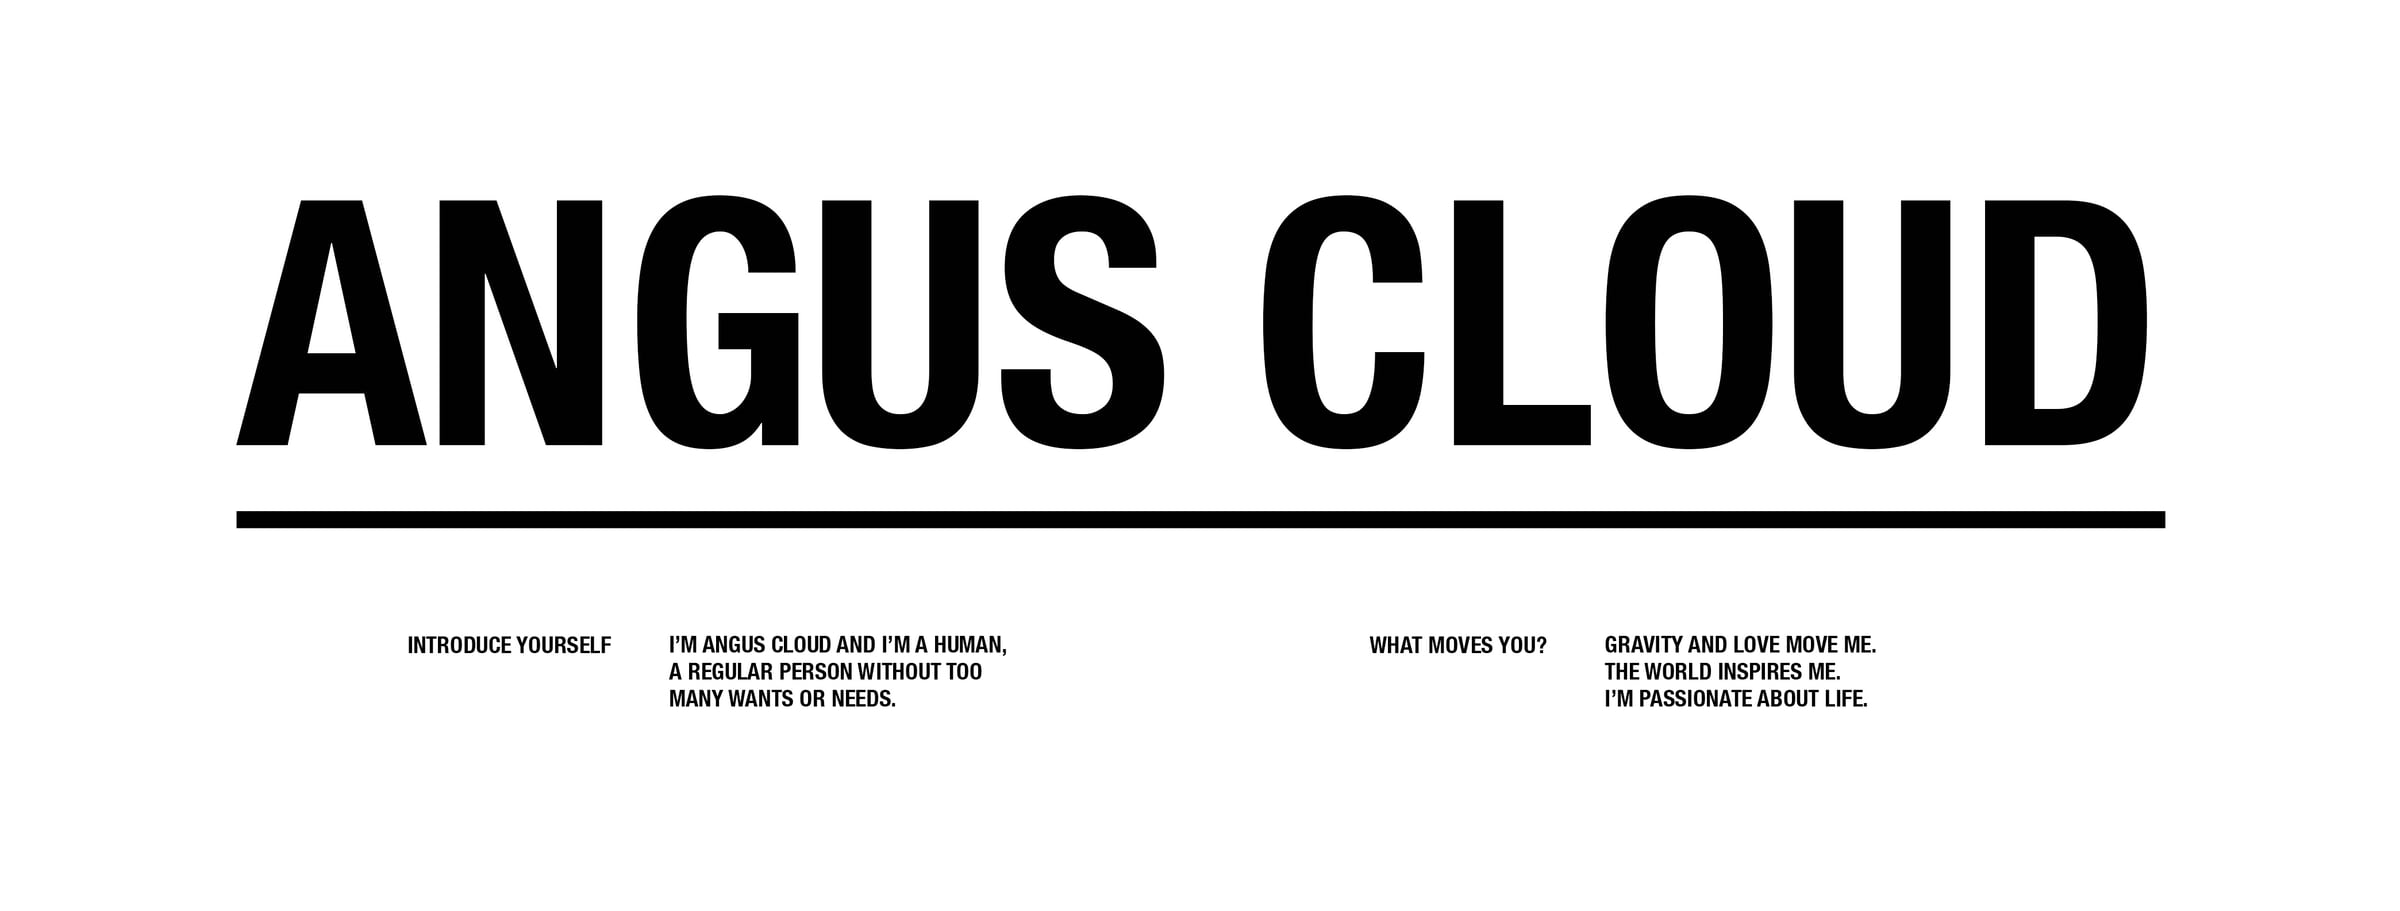 ANGUS CLOUD
INTRODUCE YOURSELF
I’M ANGUS CLOUD AND I’M A HUMAN,
A REGULAR PERSON WITHOUT TOO
MANY WANTS OR NEEDS.
WHAT MOVES YOU?
GRAVITY AND LOVE MOVE ME.
THE WORLD INSPIRES ME.
I’M PASSIONATE ABOUT LIFE.